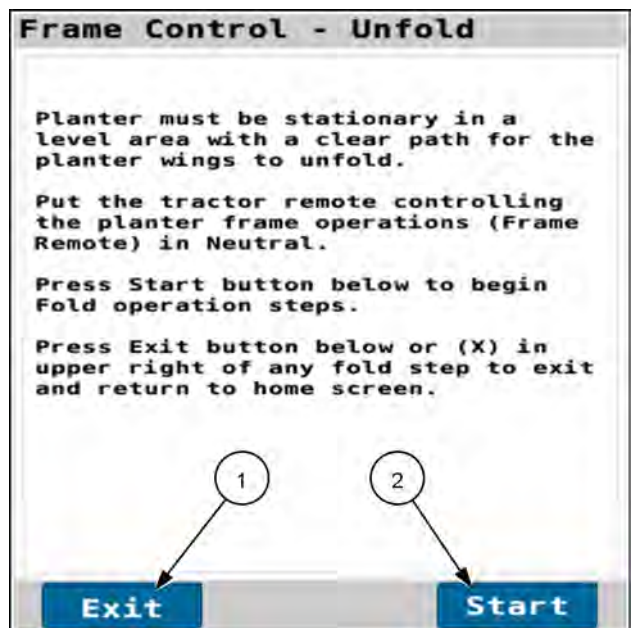 Frame Control - Unfold
Planter must be stationary in a
level area with a clear path for the
planter wings to unfold.
Put the tractor remote controlling
the planter frame operations (Frame
Remote) in Neutral.
Press Start button below to begin
Fold operation steps.
Press Exit button below or (X) in
upper right of any fold step to exit
and return to home screen.
1
2
Exit
Start